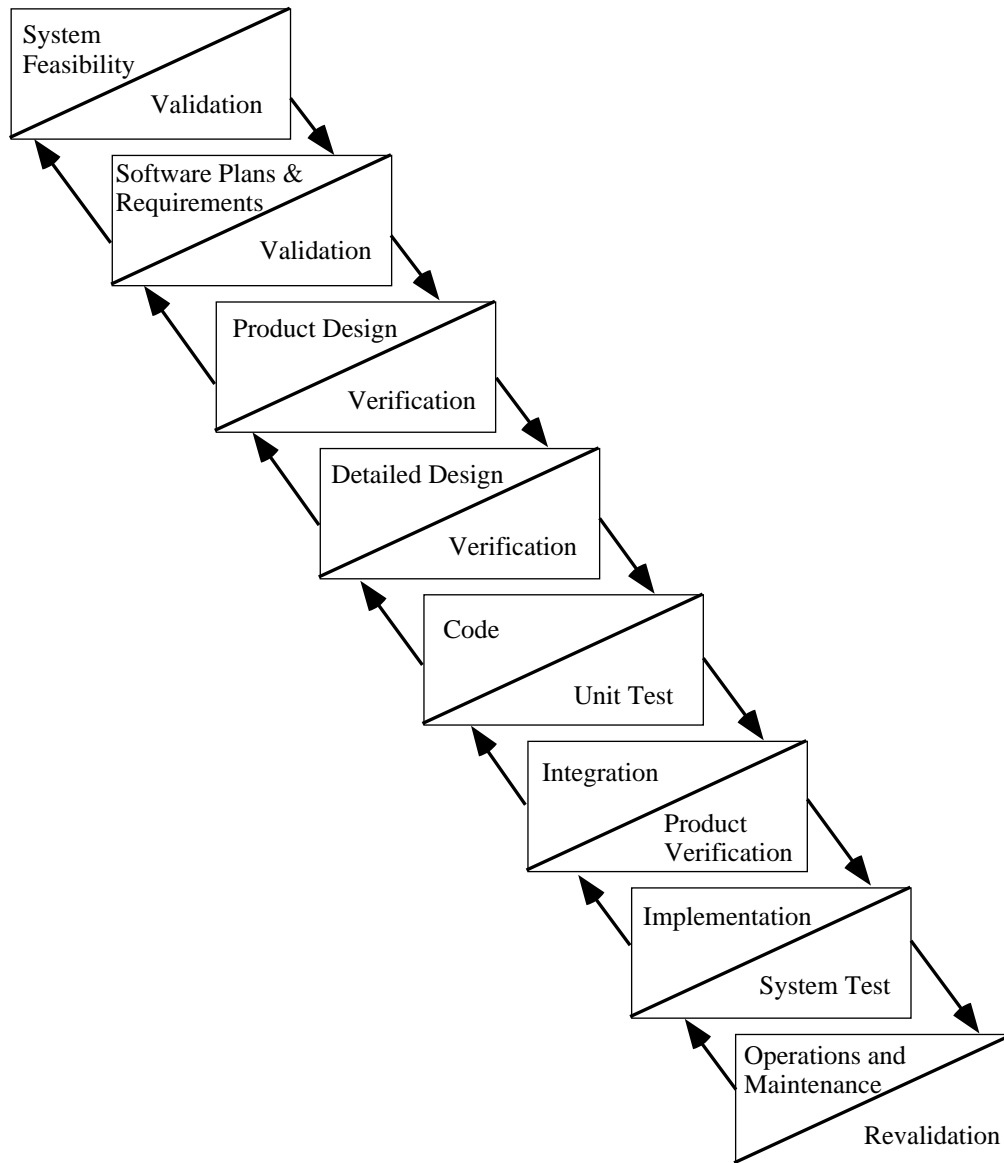 System
Feasibility
Validation
Software Plans &
Requirements
Validation
Product Design
Verification
Detailed Design
Verification
Code
Unit Test
Integration
Product
Verification
Implementation
System Test
Operations and
Maintenance
Revalidation